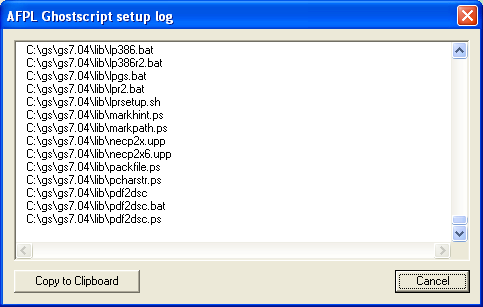 AFPL Ghostscript setup log
C:\gs\gs7.04\lib\lp386.bat
C:\gs\gs7.04\lib\lp386r2.bat
C:\gs\gs7.04\lib\lpgs.bat
C:\gs\gs7.04\lib\lpr2.bat
C:\gs\gs7.04\lib\lprsetup.sh
C:\gs\gs7.04\lib\markhint.ps
C:\gs\gs7.04\lib\markpath.ps
C:\gs\gs7.04\lib\necp2x.upp
C:\gs\gs7.04\lib\necp2x6.upp
C:\gs\gs7.04\lib\packfile.ps
C:\gs\gs7.04\lib\pcharstr.ps
C:\gs\gs7.04\lib\pdf2dsc
C:\gs\gs7.04\lib\pdf2dsc.bat
C:\gs\gs7.04\lib\pdf2dsc.ps
Copy to Clipboard
Cancel